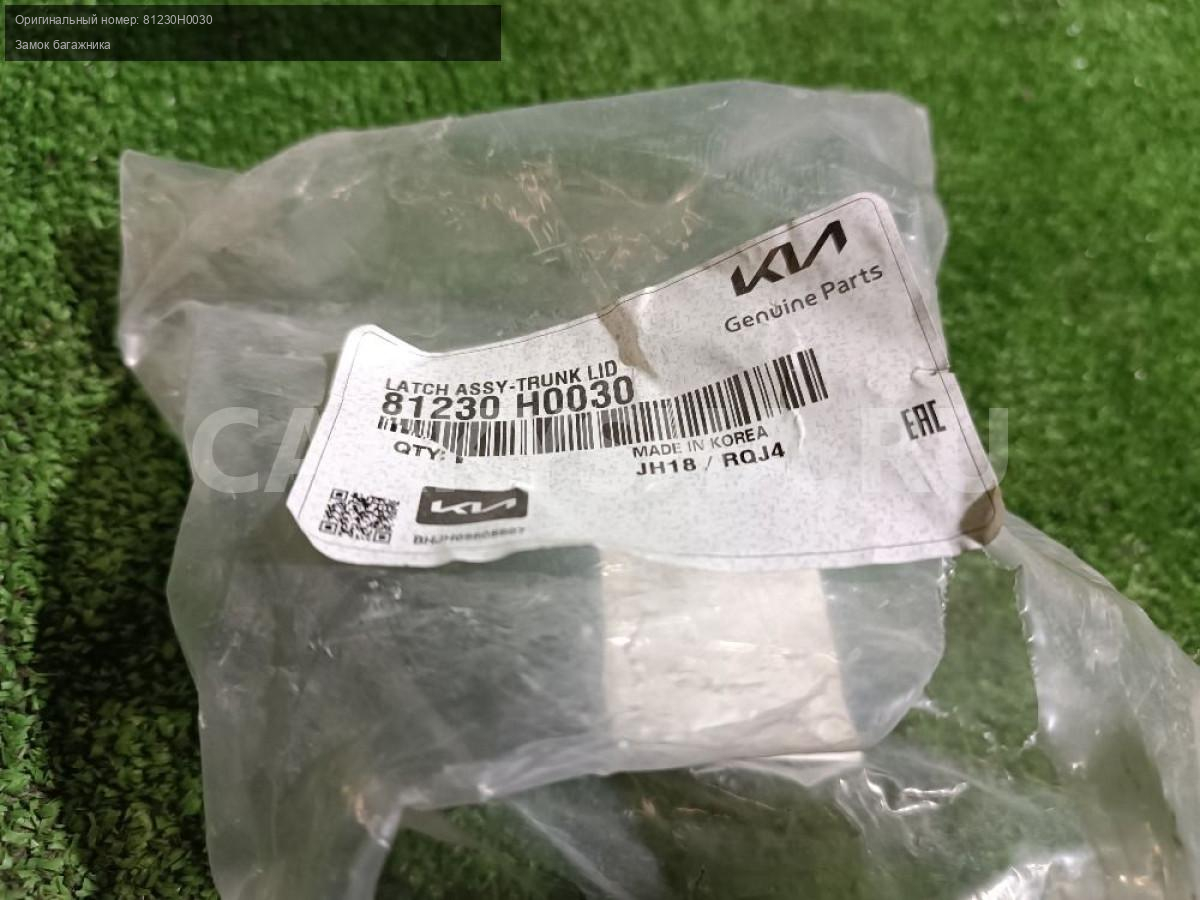 Оригинальный номер: 81230H0030
Замок багажника
KIA
Genuine Parts
LATCH ASSY-TRUNK LID
81230 H0030
QTY:
MADE IN KOREA
JH18 / RQJ4
EAC
KIA